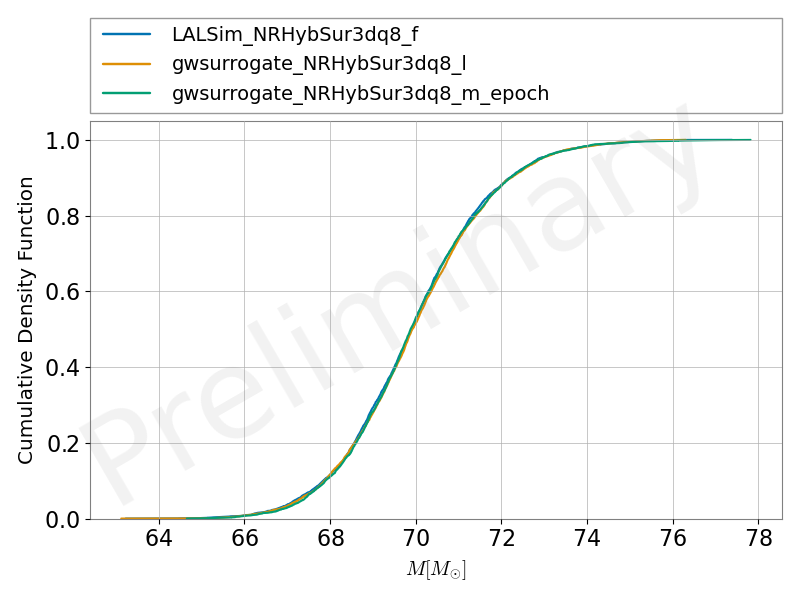 LALSim_NRHybSur3dq8_f
gwsurrogate_NRHybSur3dq8_l
gwsurrogate_NRHybSur3dq8_m_epoch
1.0
0.8
0.6
0.4
0.2
0.0
Cumulative Density Function
Preliminary
64 66 68 70 72 74 76 78
M[M☉]